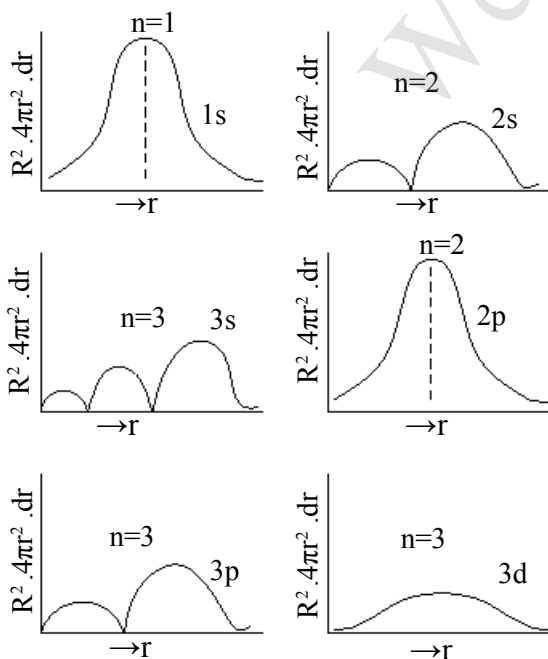 wo
n=1
1s
R².4πr².dr
→r
n=2
2s
R².4πr².dr
→r
n=3
3s
R².4πr².dr
→r
n=2
2p
R².4πr².dr
→r
n=3
3p
R².4πr².dr
→r
n=3
3d
R².4πr².dr
→r